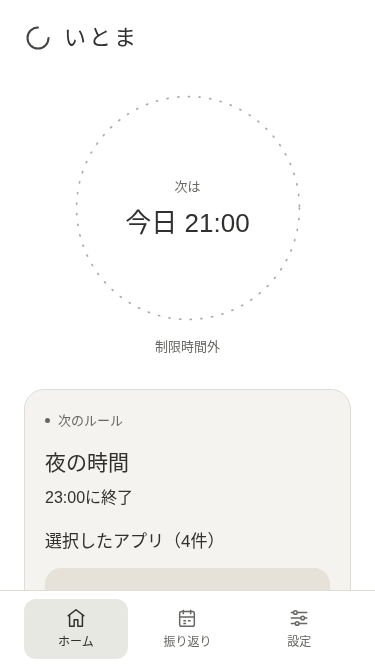 いとま
次は
今日 21:00
制限時間外
次のルール
夜の時間
23:00に終了
選択したアプリ（4件）
ホーム
振り返り
設定